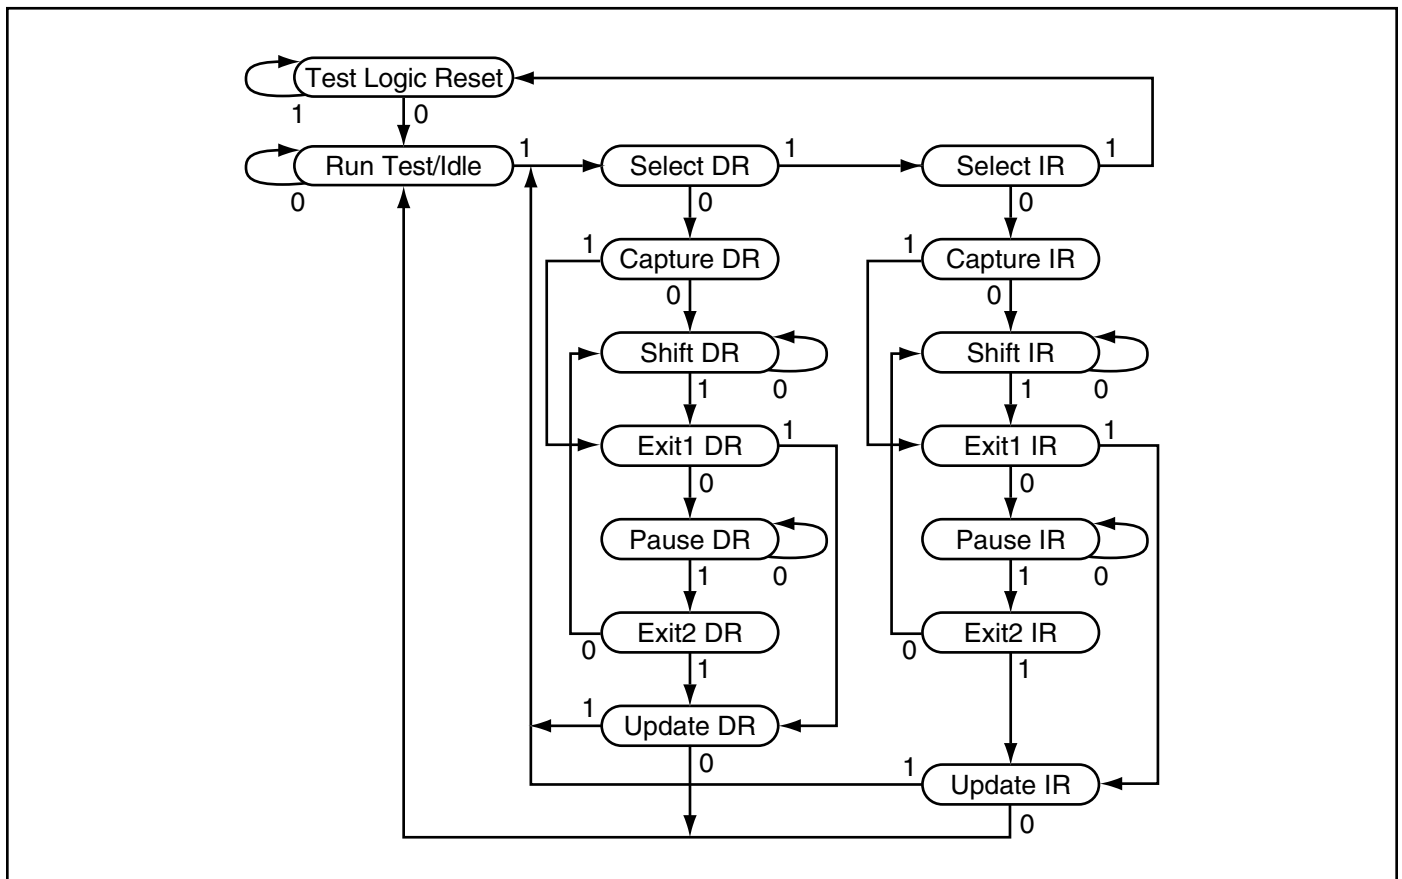 Test Logic Reset
1
0
Run Test/Idle
1
Select DR
1
Select IR
1
0
0
0
1
Capture DR
1
Capture IR
0
0
Shift DR
Shift IR
1
0
1
0
Exit1 DR
1
Exit1 IR
1
0
0
Pause DR
Pause IR
1
0
1
0
Exit2 DR
Exit2 IR
0
1
0
1
1
Update DR
0
1
Update IR
0